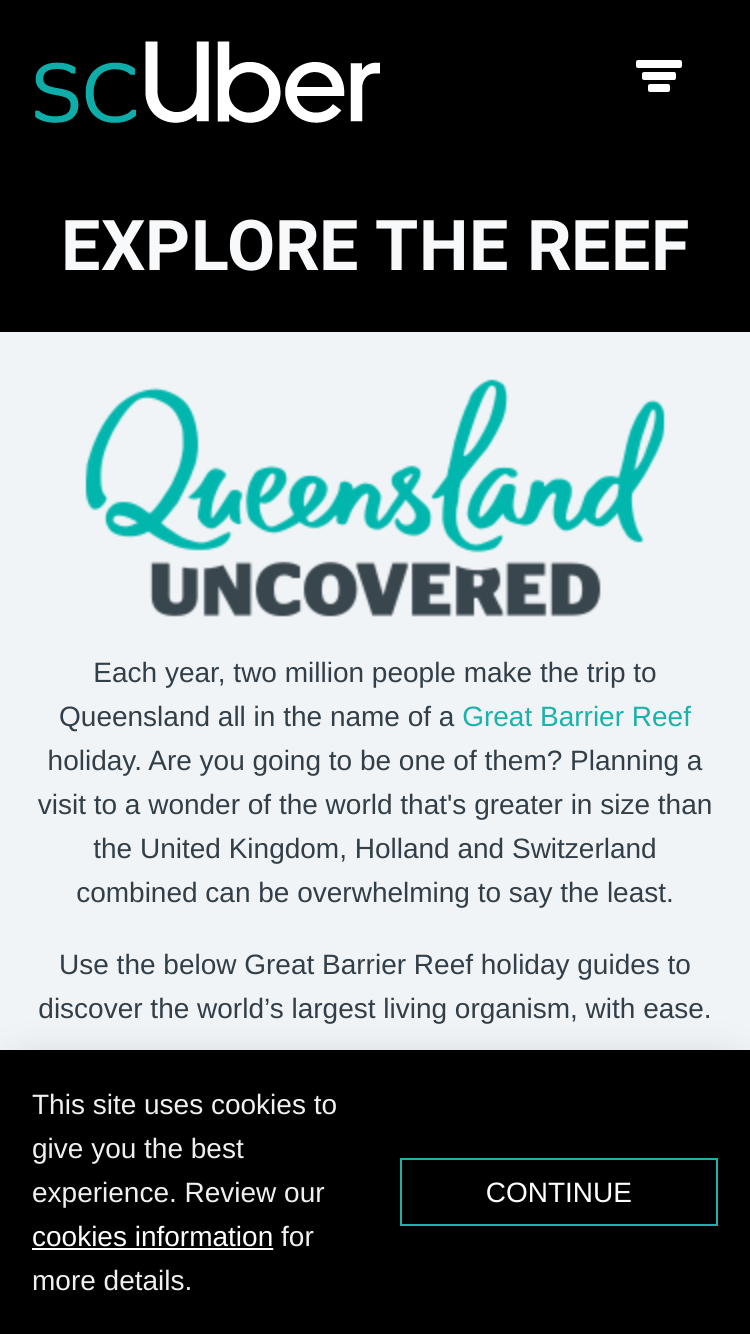 scUber
EXPLORE THE REEF
Queensland
UNCOVERED
Each year, two million people make the trip to
Queensland all in the name of a Great Barrier Reef
holiday. Are you going to be one of them? Planning a
visit to a wonder of the world that's greater in size than
the United Kingdom, Holland and Switzerland
combined can be overwhelming to say the least.
Use the below Great Barrier Reef holiday guides to
discover the world’s largest living organism, with ease.
This site uses cookies to
give you the best
experience. Review our
cookies information for
more details.
CONTINUE